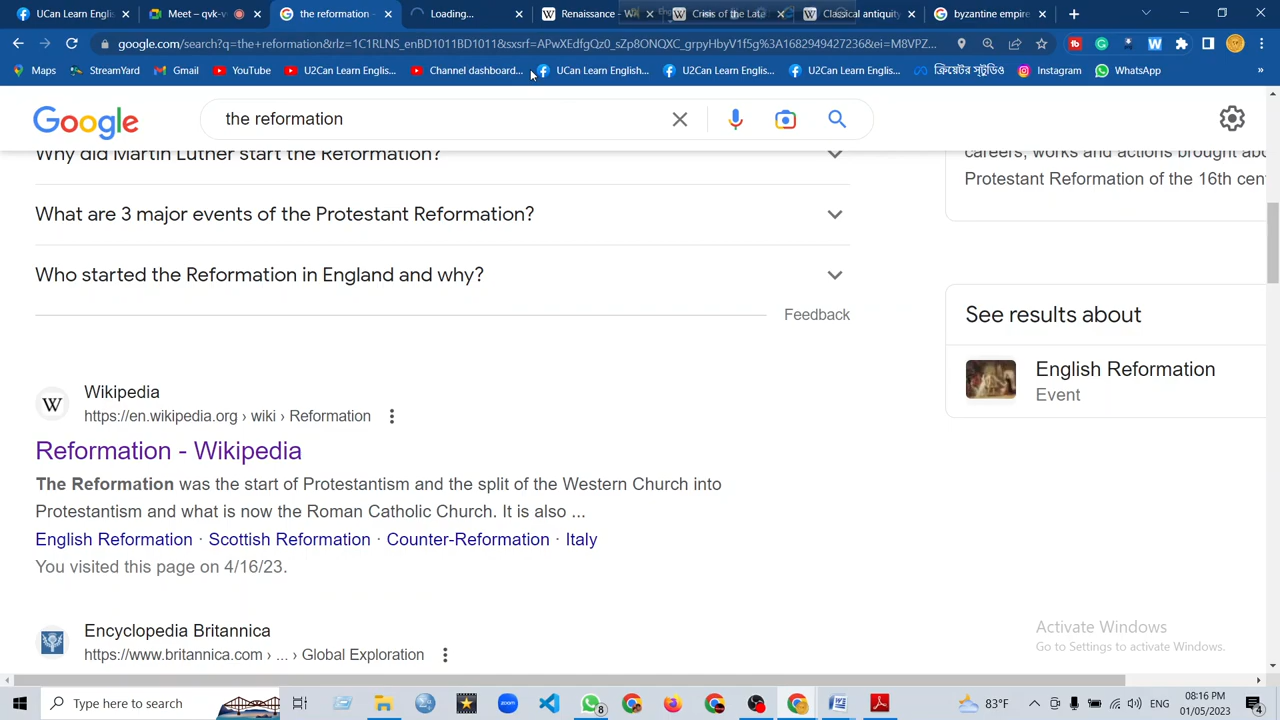 UCan Learn En
Meet – qvk-v
the reformation -
Loading...
Renaissance - Wi
Crisis of the Late
Classical antiquity
byzantine empire
google.com/search?q=the+reformation&rlz=1C1RLNS_enBD1011BD1011&sxsrf=APwXEdfgQz0_sZp8ONQXC_grpyHbyV1f5g%3A1682949427236&ei=M8VPZ...
Maps
StreamYard
Gmail
YouTube
U2Can Learn Englis...
Channel dashboard...
UCan Learn English...
U2Can Learn Englis...
U2Can Learn Englis...
ক্রিয়েটর স্টুডিও
Instagram
WhatsApp
»
Google
the reformation
Why did Martin Luther start the Reformation?
What are 3 major events of the Protestant Reformation?
Who started the Reformation in England and why?
Feedback
careers, works and actions brought abo
Protestant Reformation of the 16th cen
See results about
English Reformation
Event
W
Wikipedia
https://en.wikipedia.org › wiki › Reformation
Reformation - Wikipedia
The Reformation was the start of Protestantism and the split of the Western Church into
Protestantism and what is now the Roman Catholic Church. It is also ...
English Reformation · Scottish Reformation · Counter-Reformation · Italy
You visited this page on 4/16/23.
Encyclopedia Britannica
https://www.britannica.com › ... › Global Exploration
Activate Windows
Go to Settings to activate Windows.
Type here to search
zoom
8
83°F
ENG
08:16 PM
01/05/2023
4